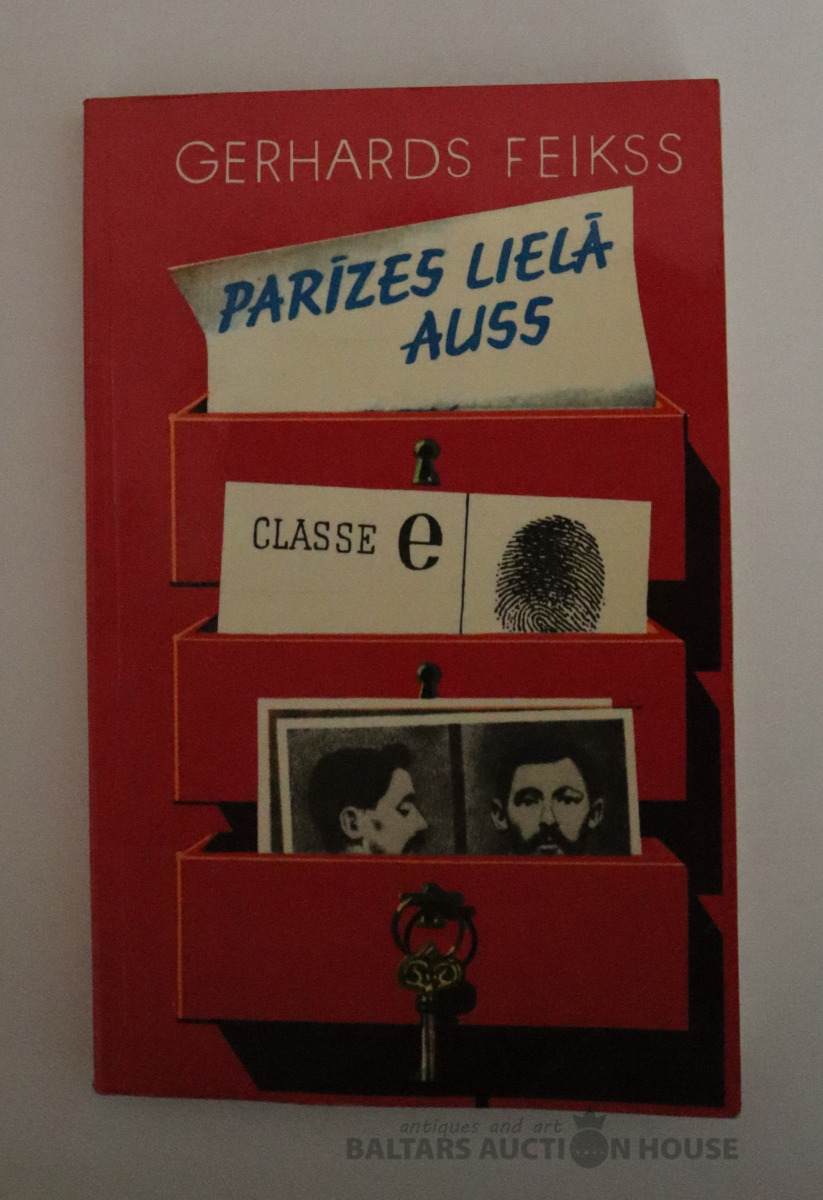 GERHARDS FEIKSS
PARĪZES LIELĀ
AUSS
CLASSE e
antiques and art
BALTARS AUCTION HOUSE